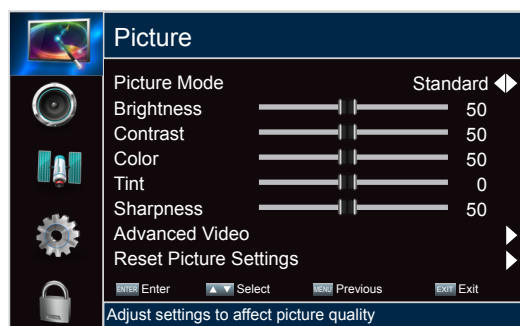 Picture
Picture Mode Standard
Brightness 50
Contrast 50
Color 50
Tint 0
Sharpness 50
Advanced Video
Reset Picture Settings
ENTER Enter Select MENU Previous EXIT Exit
Adjust settings to affect picture quality